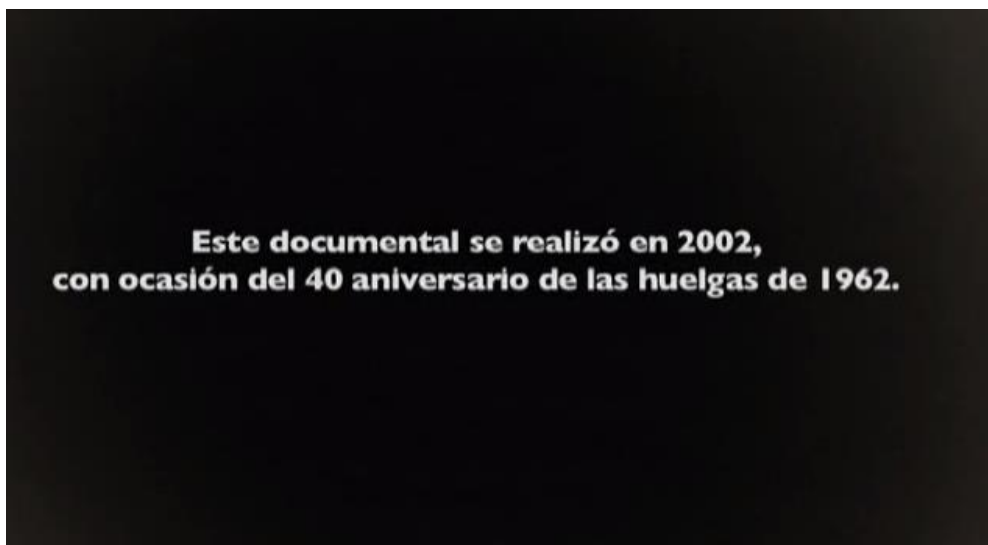 Este documental se realizó en 2002,
con ocasión del 40 aniversario de las huelgas de 1962.